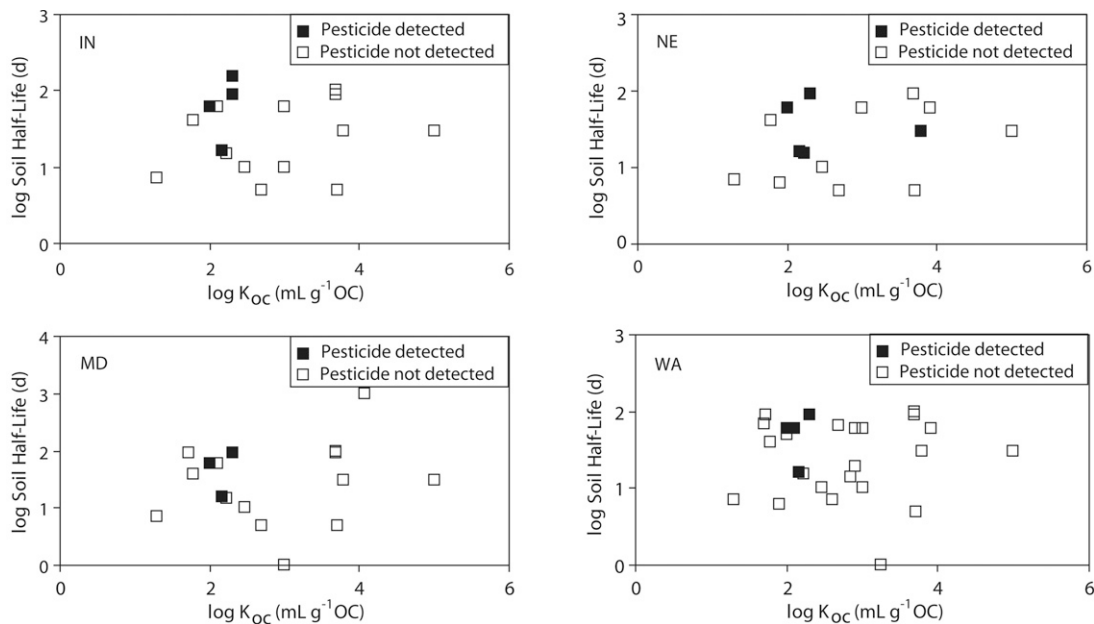 IN
Pesticide detected
Pesticide not detected
3
2
1
0
0
2
4
6
log Soil Half-Life (d)
log K_OC (mL g⁻¹OC)
NE
Pesticide detected
Pesticide not detected
3
2
1
0
0
2
4
6
log Soil Half-Life (d)
log K_OC (mL g⁻¹OC)
MD
Pesticide detected
Pesticide not detected
4
3
2
1
0
0
2
4
6
log Soil Half-Life (d)
log K_OC (mL g⁻¹OC)
WA
Pesticide detected
Pesticide not detected
3
2
1
0
0
2
4
6
log Soil Half-Life (d)
log K_OC (mL g⁻¹OC)